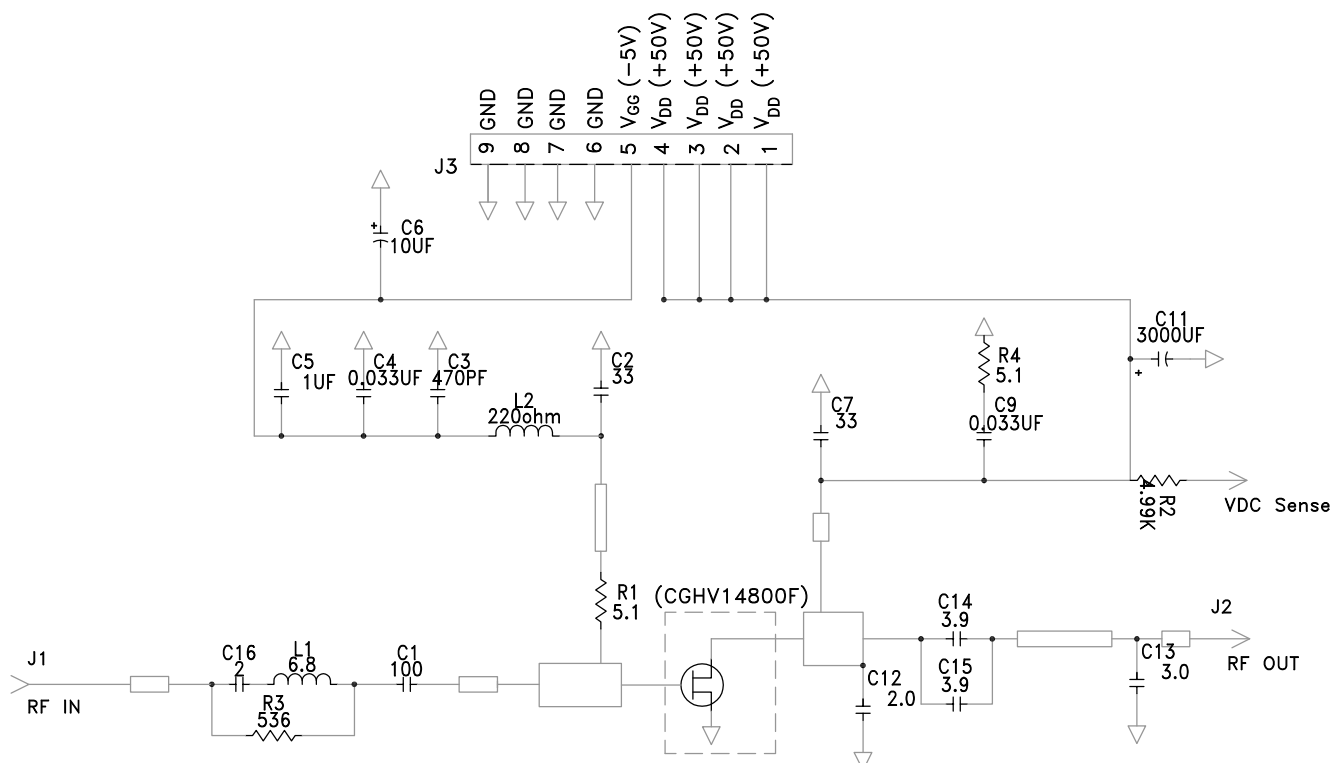 GND
GND
GND
GND
VGG (-5V)
VDD (+50V)
VDD (+50V)
VDD (+50V)
VDD (+50V)
9 8 7 6 5 4 3 2 1
J3
C6
10UF
C5
1UF
C4
0.033UF
C3
470PF
C2
33
L2
220ohm
C11
3000UF
R4
5.1
C7
33
C9
0.033UF
R2
4.99K
VDC Sense
R1
5.1
(CGHV14800F)
J1
RF IN
C16
2
L1
6.8
R3
536
C1
100
C12
2.0
C14
3.9
C15
3.9
C13
3.0
J2
RF OUT